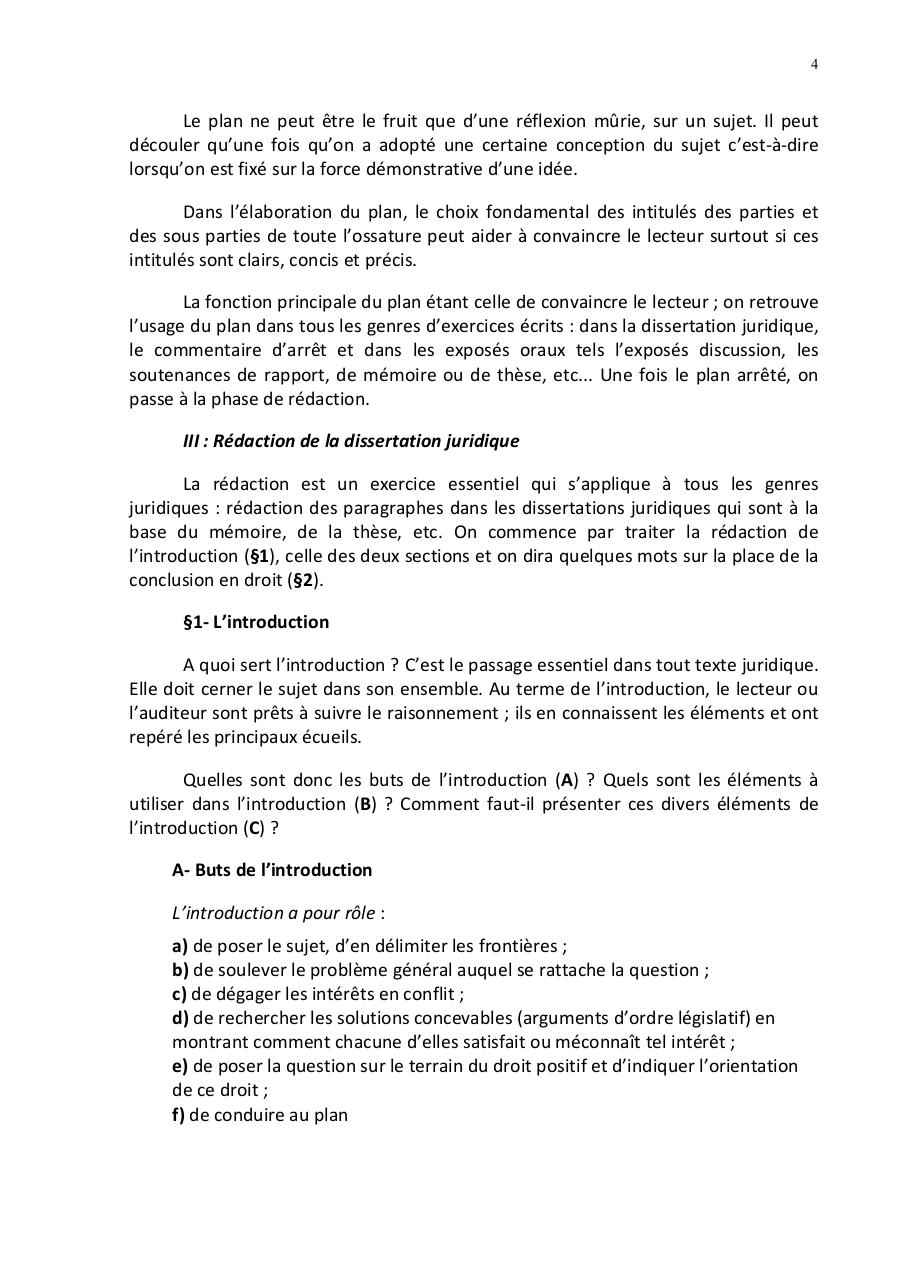 4
Le plan ne peut être le fruit que d’une réflexion mûrie, sur un sujet. Il peut
découler qu’une fois qu’on a adopté une certaine conception du sujet c’est-à-dire
lorsqu’on est fixé sur la force démonstrative d’une idée.
Dans l’élaboration du plan, le choix fondamental des intitulés des parties et
des sous parties de toute l’ossature peut aider à convaincre le lecteur surtout si ces
intitulés sont clairs, concis et précis.
La fonction principale du plan étant celle de convaincre le lecteur ; on retrouve
l’usage du plan dans tous les genres d’exercices écrits : dans la dissertation juridique,
le commentaire d’arrêt et dans les exposés oraux tels l’exposés discussion, les
soutenances de rapport, de mémoire ou de thèse, etc... Une fois le plan arrêté, on
passe à la phase de rédaction.
III : Rédaction de la dissertation juridique
La rédaction est un exercice essentiel qui s’applique à tous les genres
juridiques : rédaction des paragraphes dans les dissertations juridiques qui sont à la
base du mémoire, de la thèse, etc. On commence par traiter la rédaction de
l’introduction (§1), celle des deux sections et on dira quelques mots sur la place de la
conclusion en droit (§2).
§1- L’introduction
A quoi sert l’introduction ? C’est le passage essentiel dans tout texte juridique.
Elle doit cerner le sujet dans son ensemble. Au terme de l’introduction, le lecteur ou
l’auditeur sont prêts à suivre le raisonnement ; ils en connaissent les éléments et ont
repéré les principaux écueils.
Quelles sont donc les buts de l’introduction (A) ? Quels sont les éléments à
utiliser dans l’introduction (B) ? Comment faut-il présenter ces divers éléments de
l’introduction (C) ?
A- Buts de l’introduction
L’introduction a pour rôle :
a) de poser le sujet, d’en délimiter les frontières ;
b) de soulever le problème général auquel se rattache la question ;
c) de dégager les intérêts en conflit ;
d) de rechercher les solutions concevables (arguments d’ordre législatif) en
montrant comment chacune d’elles satisfait ou méconnaît tel intérêt ;
e) de poser la question sur le terrain du droit positif et d’indiquer l’orientation
de ce droit ;
f) de conduire au plan